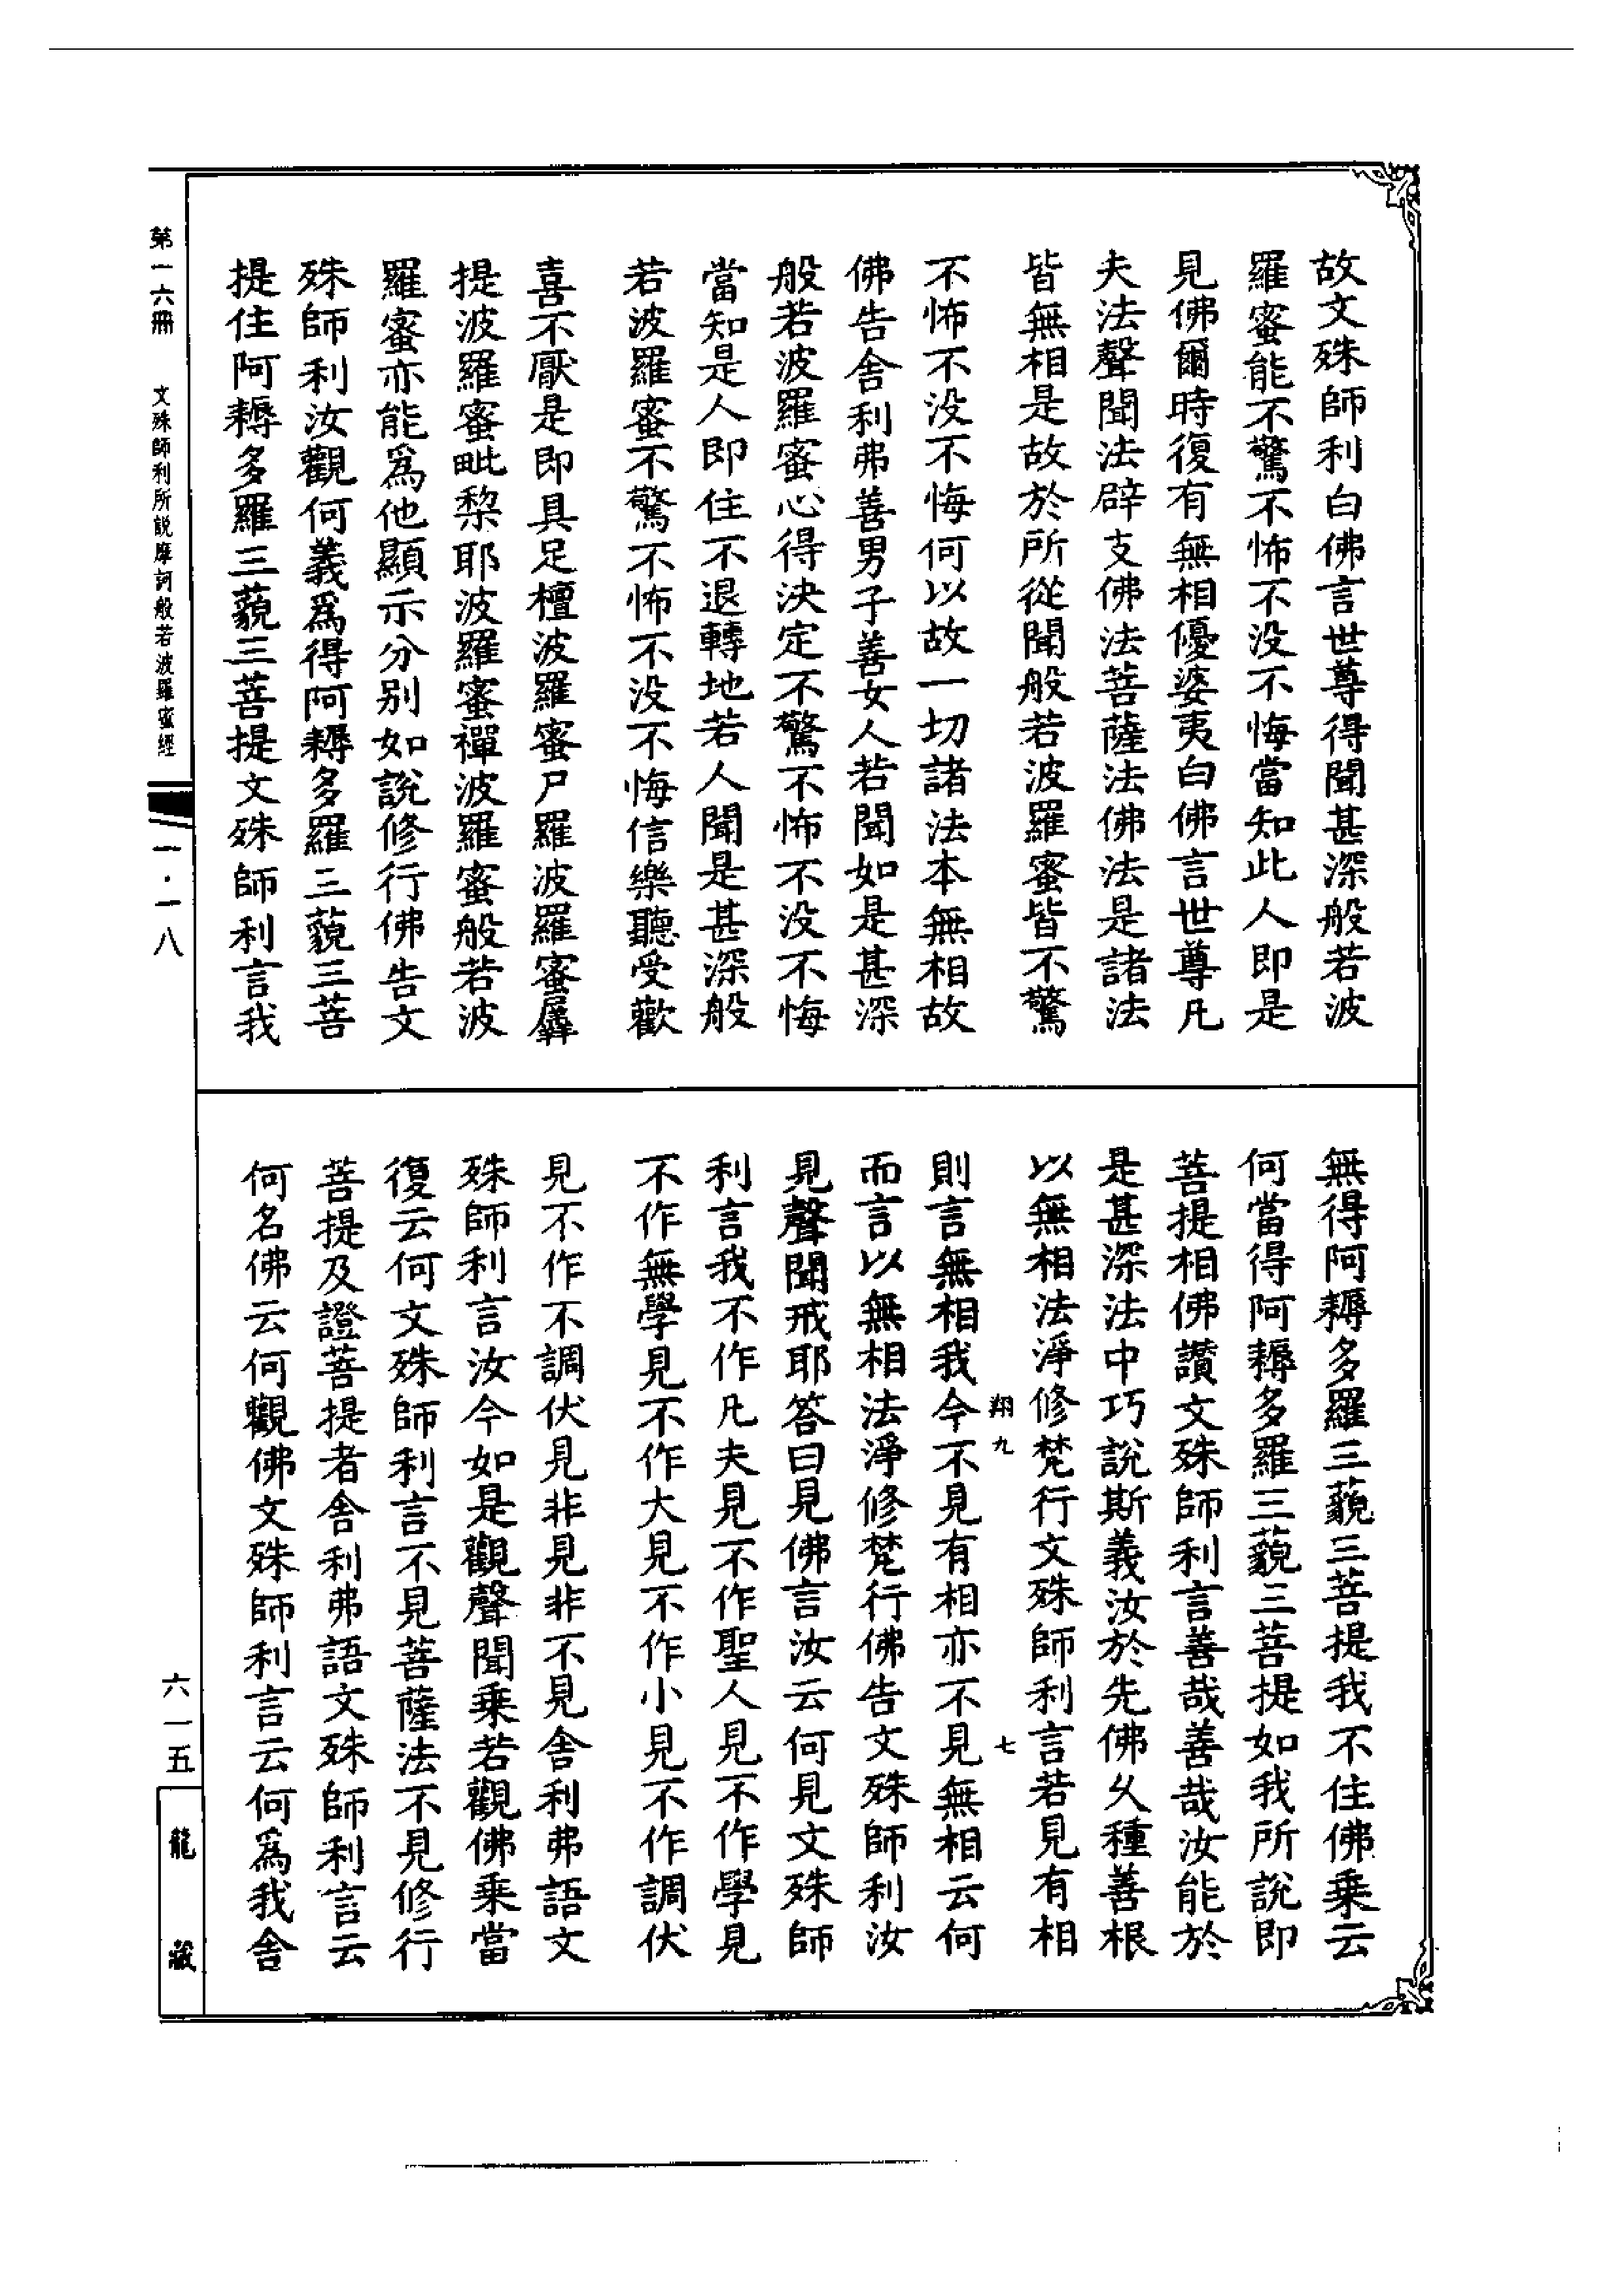 故文殊師利白佛言世尊得聞甚深般若波
羅蜜能不驚不怖不没不悔當知此人即是
見佛爾時復有無相優婆夷白佛言世尊凡
夫法聲聞法辟支佛法菩薩法佛法是諸法
皆無相是故於所從聞般若波羅蜜皆不驚
不怖不没不悔何以故一切諸法本無相故
佛告舍利弗善男子善女人若聞如是甚深
般若波羅蜜心得決定不驚不怖不没不悔
當知是人即住不退轉地若人聞是甚深般
若波羅蜜不驚不怖不没不悔信樂聽受歡
喜不厭是即具足檀波羅蜜尸羅波羅蜜羼
提波羅蜜毗棃耶波羅蜜禪波羅蜜般若波
羅蜜亦能爲他顯示分别如說修行佛告文
殊師利汝觀何義爲得阿耨多羅三藐三菩
提住阿耨多羅三藐三菩提文殊師利言我
無得阿耨多羅三藐三菩提我不住佛乗云
何當得阿耨多羅三藐三菩提如我所說即
菩提相佛讚文殊師利言善哉善哉汝能於
是甚深法中巧說斯義汝於先佛久種善根
以無相法淨修梵行文殊師利言若見有相
翔九 七
則言無相我今不見有相亦不見無相云何
而言以無相法淨修梵行佛告文殊師利汝
見聲聞戒耶答曰見佛言汝云何見文殊師
利言我不作凡夫見不作聖人見不作學見
不作無學見不作大見不作小見不作調伏
見不作不調伏見非見非不見舍利弗語文
殊師利言汝今如是觀聲聞乗若觀佛乗當
復云何文殊師利言不見菩薩法不見修行
菩提及證菩提者舍利弗語文殊師利言云
何名佛云何觀佛文殊師利言云何爲我舍
第一六冊 文殊師利所說摩訶般若波羅蜜經
一·一八
六一五
龍藏